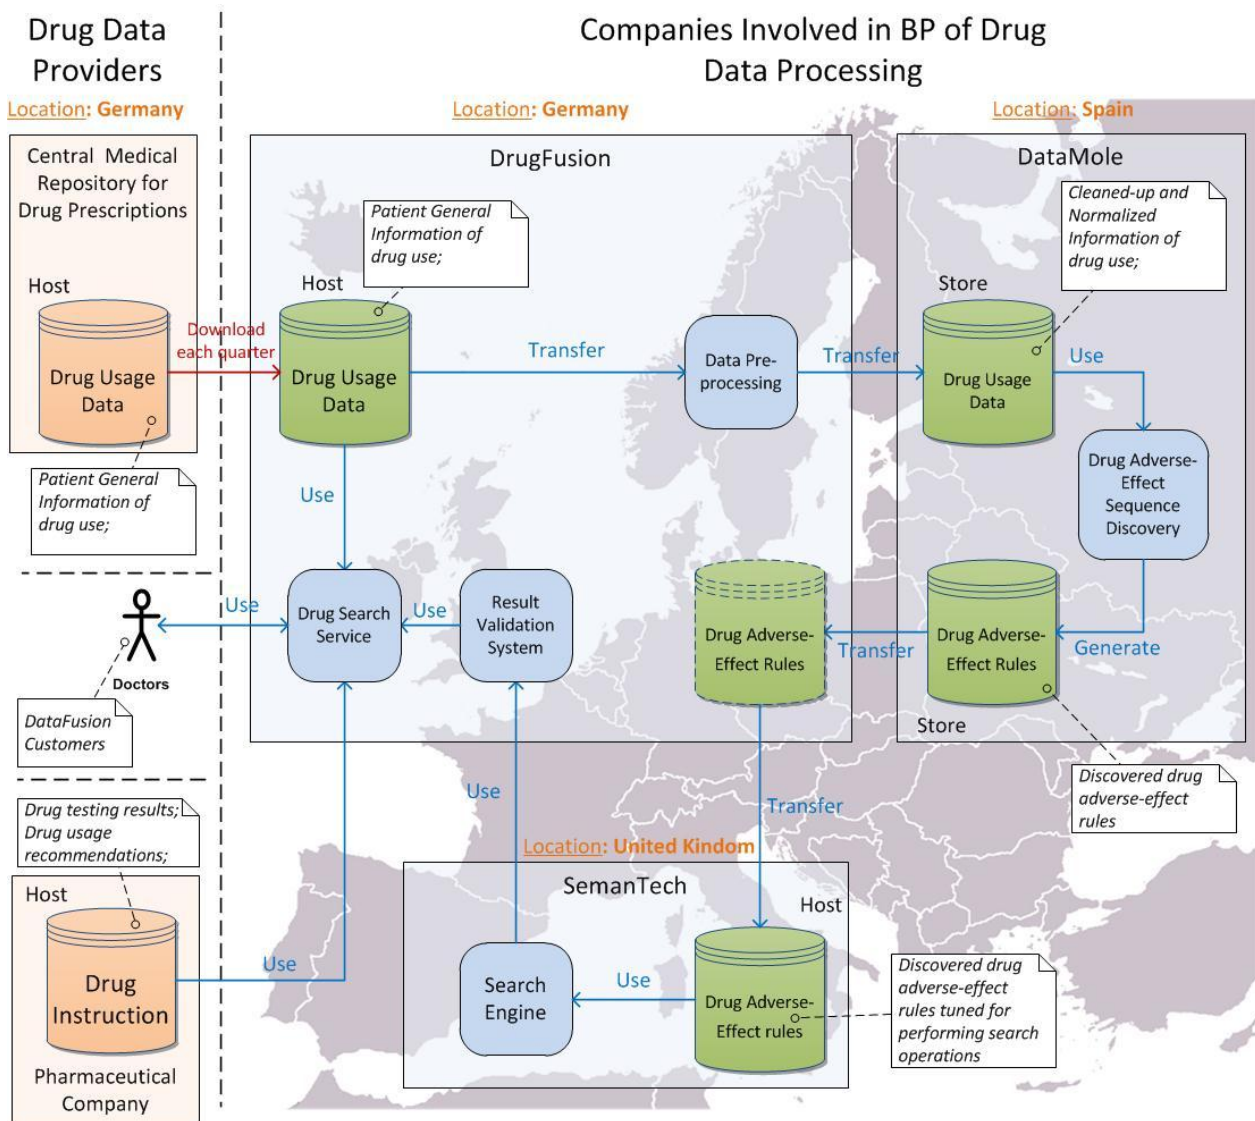 Drug Data
Providers
Location: Germany
Central Medical
Repository for
Drug Prescriptions
Host
Drug Usage
Data
Patient General
Information of
drug use;
Download
each quarter
Use
Doctors
DataFusion
Customers
Drug testing results;
Drug usage
recommendations;
Host
Drug
Instruction
Pharmaceutical
Company
Use
Companies Involved in BP of Drug
Data Processing
Location: Germany
DrugFusion
Patient General
Information of
drug use;
Host
Drug Usage
Data
Transfer
Data Pre-
processing
Transfer
Use
Drug Search
Service
Use
Result
Validation
System
Drug Adverse-
Effect Rules
Transfer
Location: Spain
DataMole
Cleaned-up and
Normalized
Information of
drug use;
Store
Drug Usage
Data
Use
Drug Adverse-
Effect
Sequence
Discovery
Generate
Drug Adverse-
Effect Rules
Store
Discovered drug
adverse-effect
rules
Use
Transfer
Location: United Kindom
SemanTech
Host
Search
Engine
Use
Drug Adverse-
Effect rules
Discovered drug
adverse-effect
rules tuned for
performing search
operations